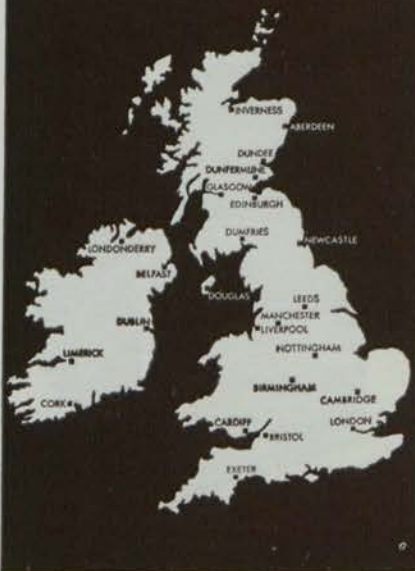 INVERNESS
ABERDEEN
DUNDEE
DUNFERMLINE
GLASGOW
EDINBURGH
DUMFRIES
NEWCASTLE
LONDONDERRY
BELFAST
DOUGLAS
LEEDS
MANCHESTER
DUBLIN
LIVERPOOL
NOTTINGHAM
LIMERICK
BIRMINGHAM
CAMBRIDGE
CORK
CARDIFF
LONDON
BRISTOL
EXETER